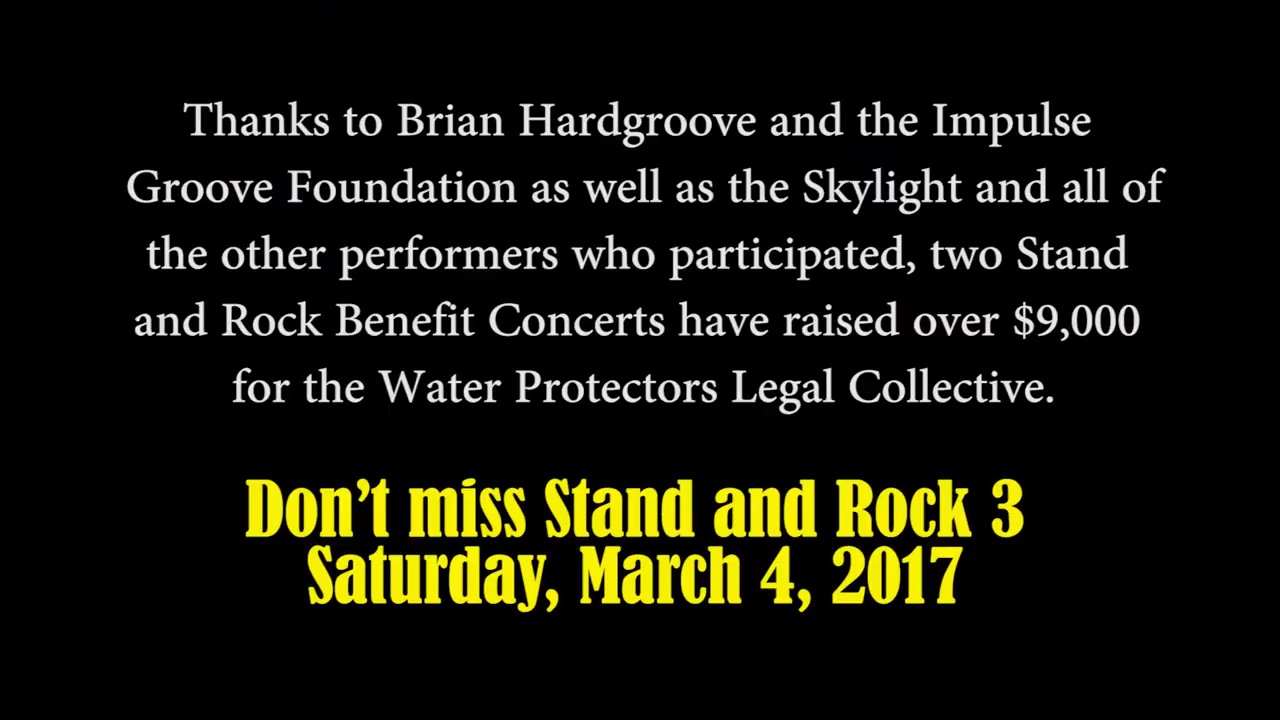 Thanks to Brian Hardgroove and the Impulse
Groove Foundation as well as the Skylight and all of
the other performers who participated, two Stand
and Rock Benefit Concerts have raised over $9,000
for the Water Protectors Legal Collective.
Don't miss Stand and Rock 3
Saturday, March 4, 2017